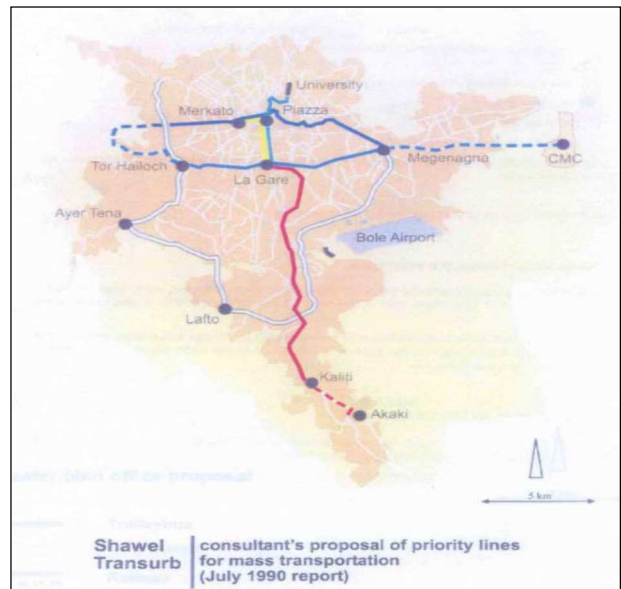 University
Merkato
Piazza
Tor Hailoch
La Gare
Megenagna
CMC
Ayer Tena
Bole Airport
Lafto
Kaliti
Akaki
5 km
Shawel
Transurb
consultant's proposal of priority lines
for mass transportation
(July 1990 report)